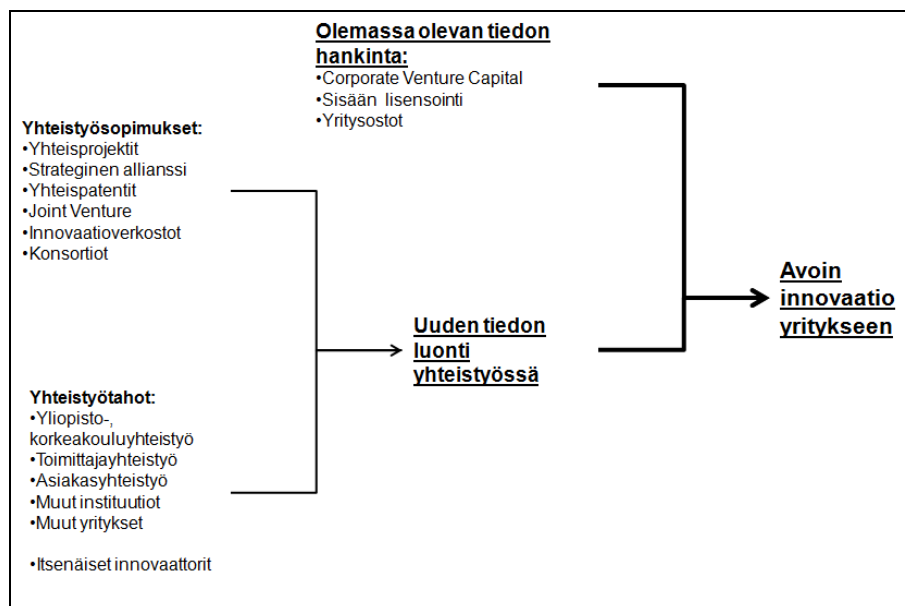 Olemassa olevan tiedon
hankinta:
•Corporate Venture Capital
•Sisään lisensointi
•Yritysostot
Yhteistyösopimukset:
•Yhteisprojektit
•Strateginen allianssi
•Yhteispatentit
•Joint Venture
•Innovaatioverkostot
•Konsortiot
Avoin
innovaatio
yritykseen
Uuden tiedon
luonti
yhteistyössä
Yhteistyötahot:
•Yliopisto-,
korkeakouluyhteistyö
•Toimittajayhteistyö
•Asiakasyhteistyö
•Muut instituutiot
•Muut yritykset
•Itsenäiset innovaattorit